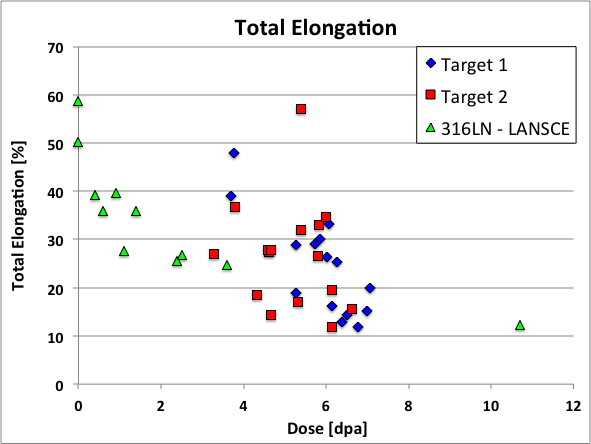 Total Elongation
70
60
50
40
30
20
10
0
Total Elongation [%]
Target 1
Target 2
316LN - LANSCE
0 2 4 6 8 10 12
Dose [dpa]